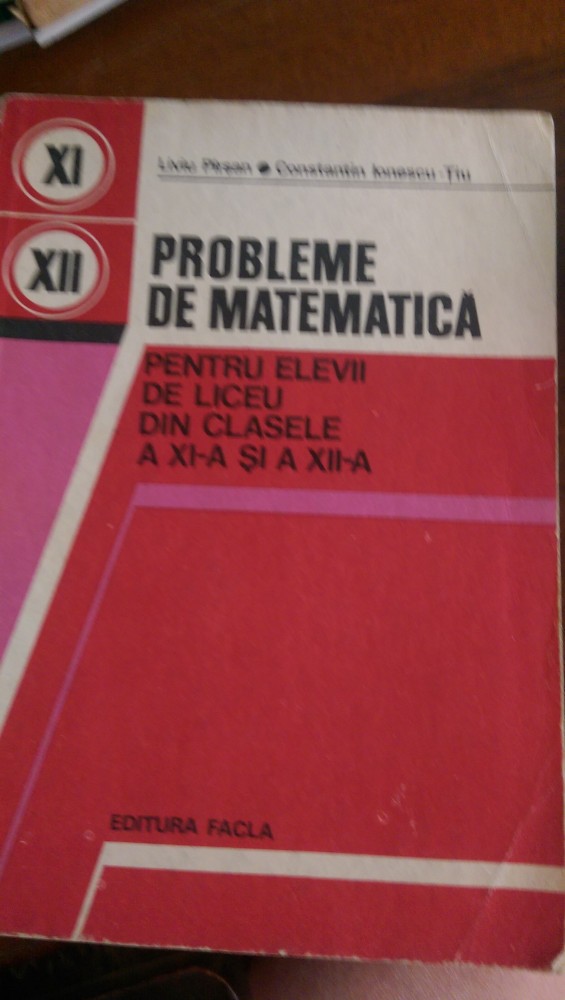 XI
XII
Liviu Pîrșan • Constantin Ionescu-Țiu
PROBLEME
DE MATEMATICĂ
PENTRU ELEVII
DE LICEU
DIN CLASELE
A XI-A ȘI A XII-A
EDITURA FACLA